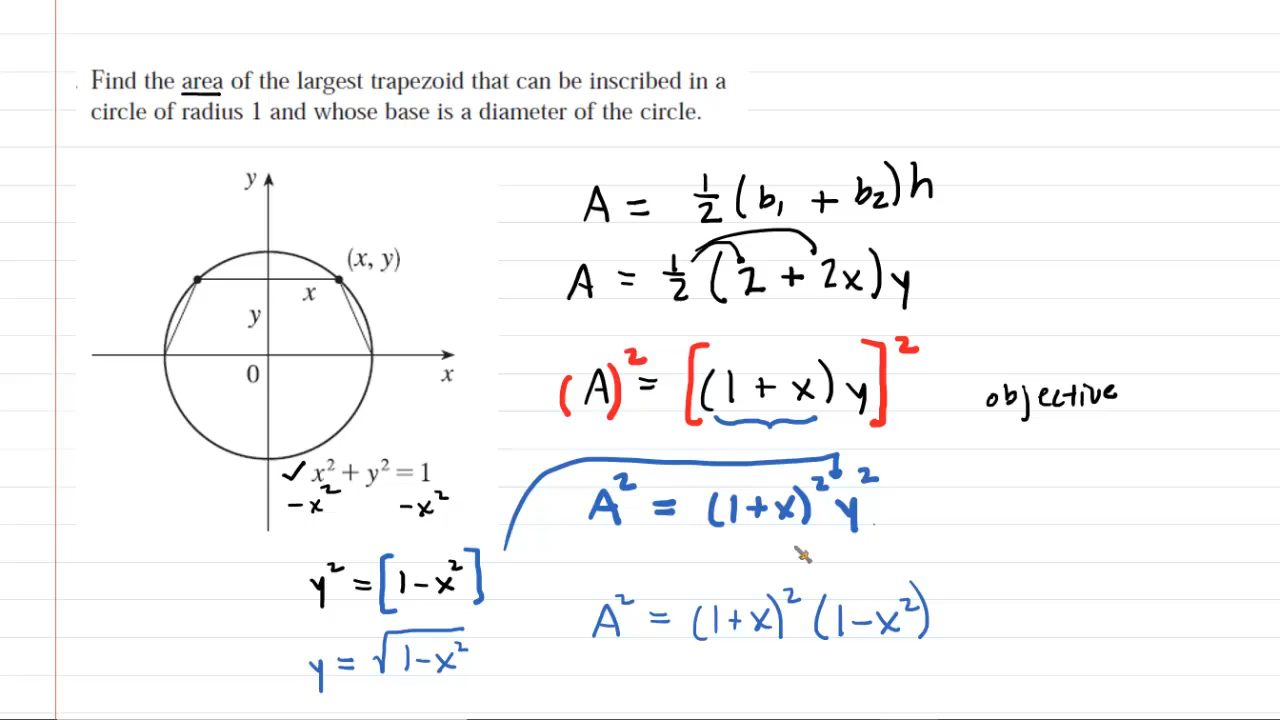 Find the area of the largest trapezoid that can be inscribed in a
circle of radius 1 and whose base is a diameter of the circle.
y
(x, y)
x
y
0
x
x² + y² = 1
-x² -x²
y² = [1-x²]
y = √1-x²
A = 1/2 (b₁ + b₂)h
A = 1/2 (2 + 2x)y
(A)² = [(1 + x)y]²
objective
A² = (1+x)² y²
A² = (1+x)² (1-x²)